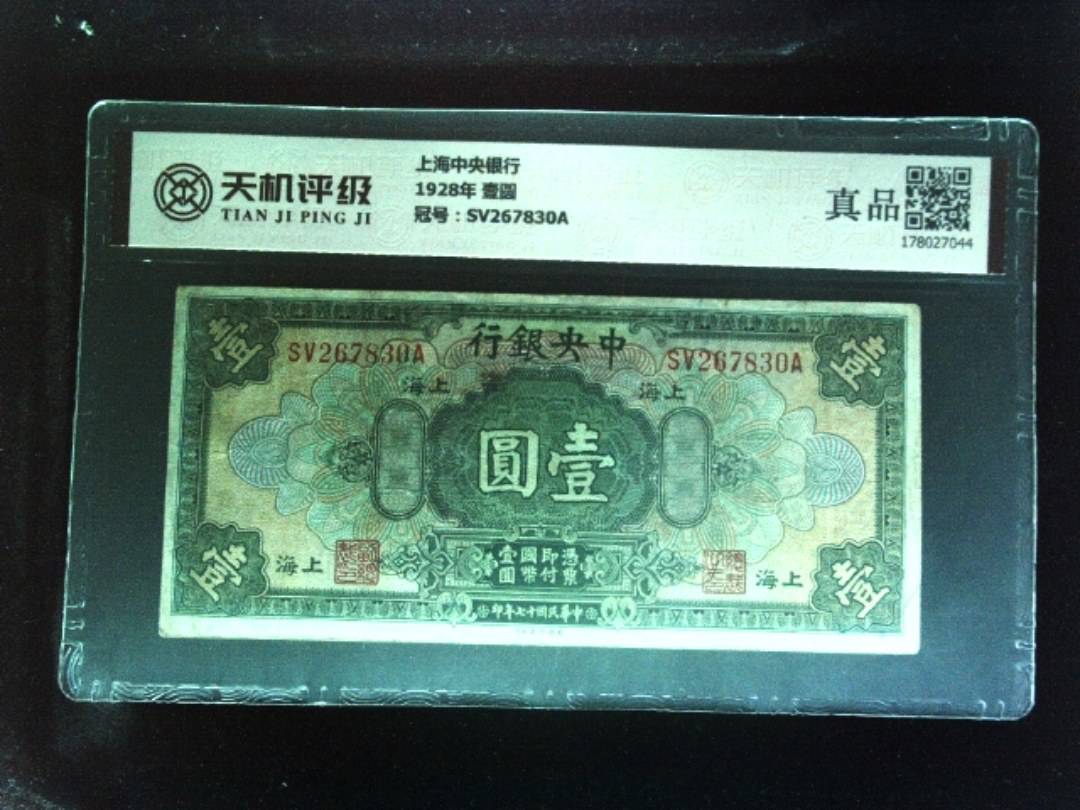 天机评级
TIAN JI PING JI
上海中央银行
1928年 壹圆
冠号：SV267830A
真品
178027044
行銀央中
SV267830A
SV267830A
海上
海上
圓壹
壹
壹
壹
壹
海上
海上
憑票
即付
國幣
壹圓
印年七十國民華中